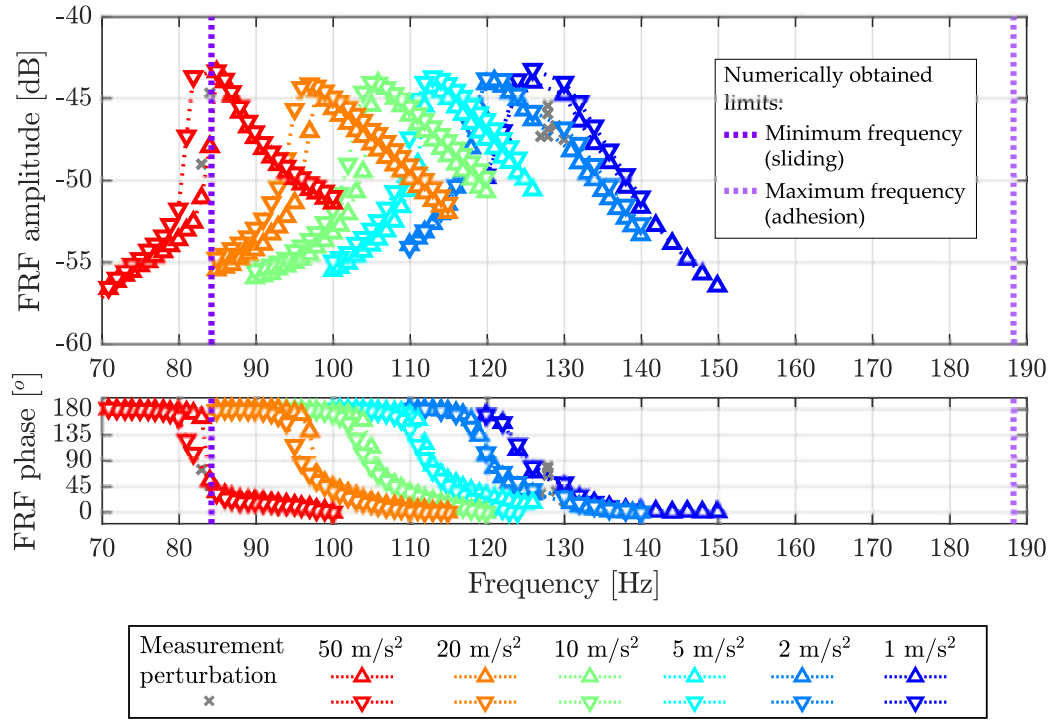 -40
-45
-50
-55
-60
FRF amplitude [dB]
Numerically obtained
limits:
Minimum frequency
(sliding)
Maximum frequency
(adhesion)
70 80 90 100 110 120 130 140 150 160 170 180 190
180
135
90
45
0
FRF phase [°]
70 80 90 100 110 120 130 140 150 160 170 180 190
Frequency [Hz]
Measurement 50 m/s² 20 m/s² 10 m/s² 5 m/s² 2 m/s² 1 m/s²
perturbation